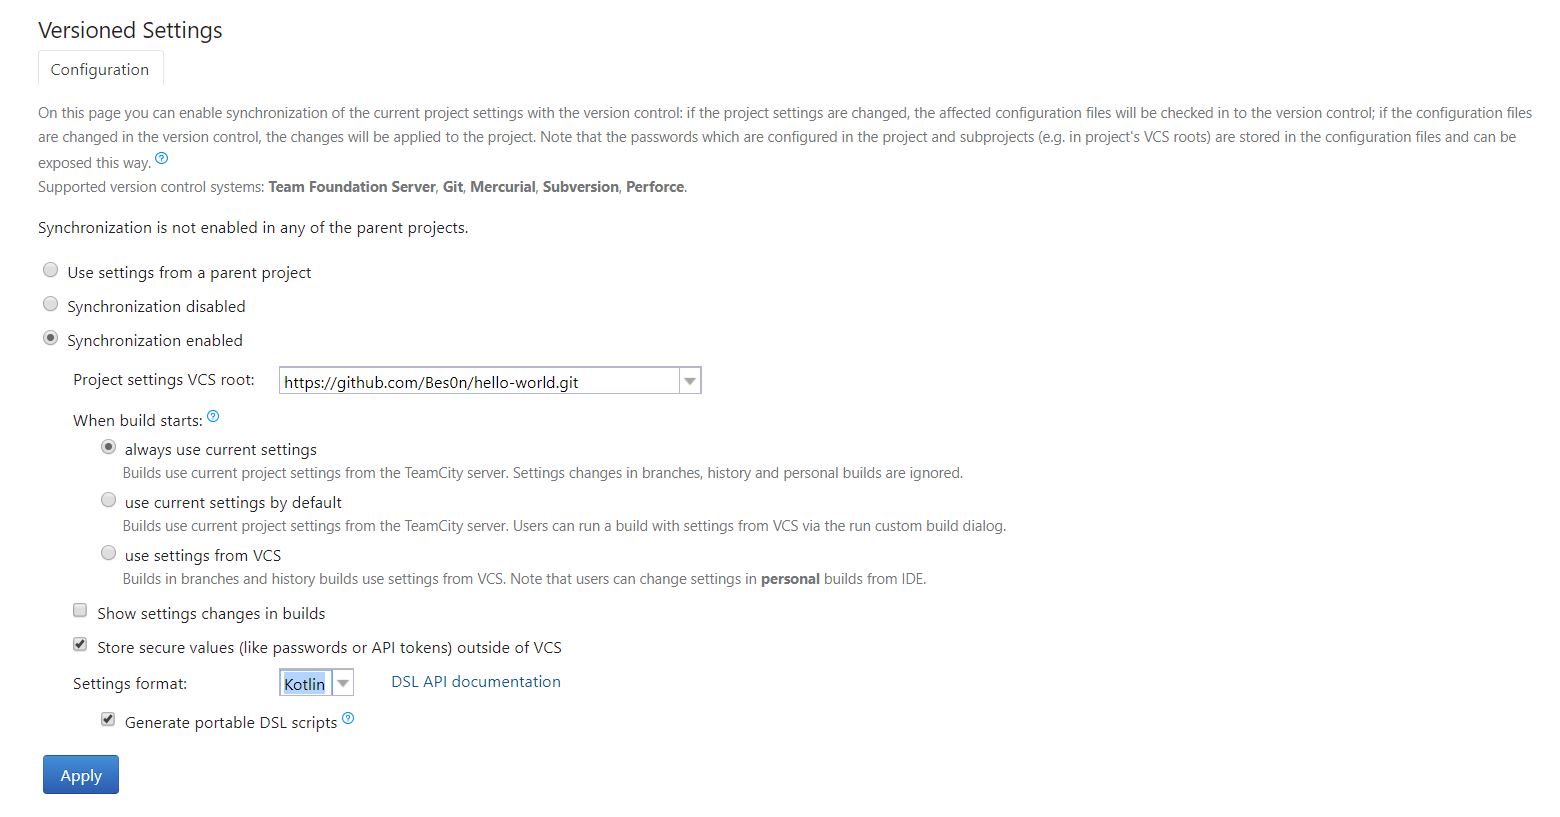 Versioned Settings
Configuration
On this page you can enable synchronization of the current project settings with the version control: if the project settings are changed, the affected configuration files will be checked in to the version control; if the configuration files
are changed in the version control, the changes will be applied to the project. Note that the passwords which are configured in the project and subprojects (e.g. in project's VCS roots) are stored in the configuration files and can be
exposed this way. ?
Supported version control systems: Team Foundation Server, Git, Mercurial, Subversion, Perforce.
Synchronization is not enabled in any of the parent projects.
Use settings from a parent project
Synchronization disabled
Synchronization enabled
Project settings VCS root: https://github.com/Bes0n/hello-world.git
When build starts: ?
always use current settings
Builds use current project settings from the TeamCity server. Settings changes in branches, history and personal builds are ignored.
use current settings by default
Builds use current project settings from the TeamCity server. Users can run a build with settings from VCS via the run custom build dialog.
use settings from VCS
Builds in branches and history builds use settings from VCS. Note that users can change settings in personal builds from IDE.
Show settings changes in builds
Store secure values (like passwords or API tokens) outside of VCS
Settings format: Kotlin DSL API documentation
Generate portable DSL scripts ?
Apply